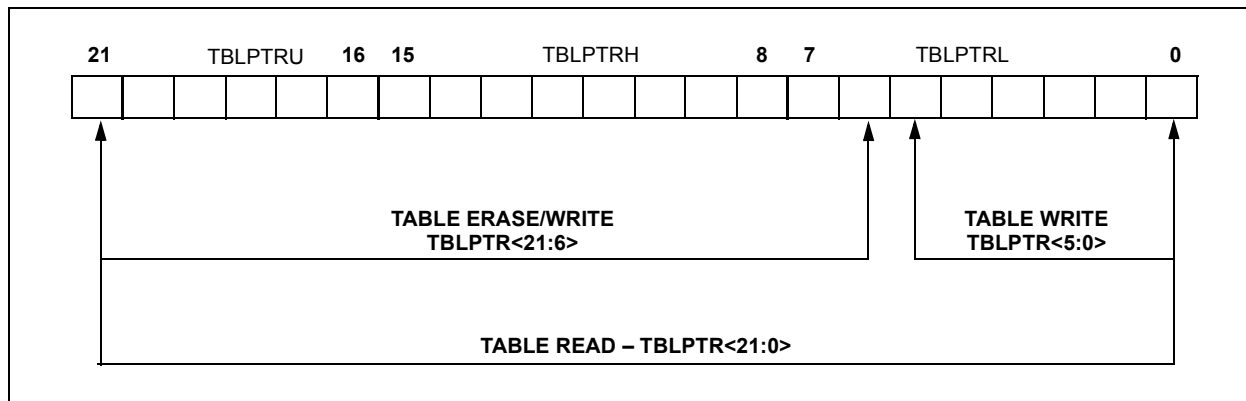 21 TBLPTRU 16 15 TBLPTRH 8 7 TBLPTRL 0
TABLE ERASE/WRITE
TBLPTR<21:6>
TABLE WRITE
TBLPTR<5:0>
TABLE READ – TBLPTR<21:0>